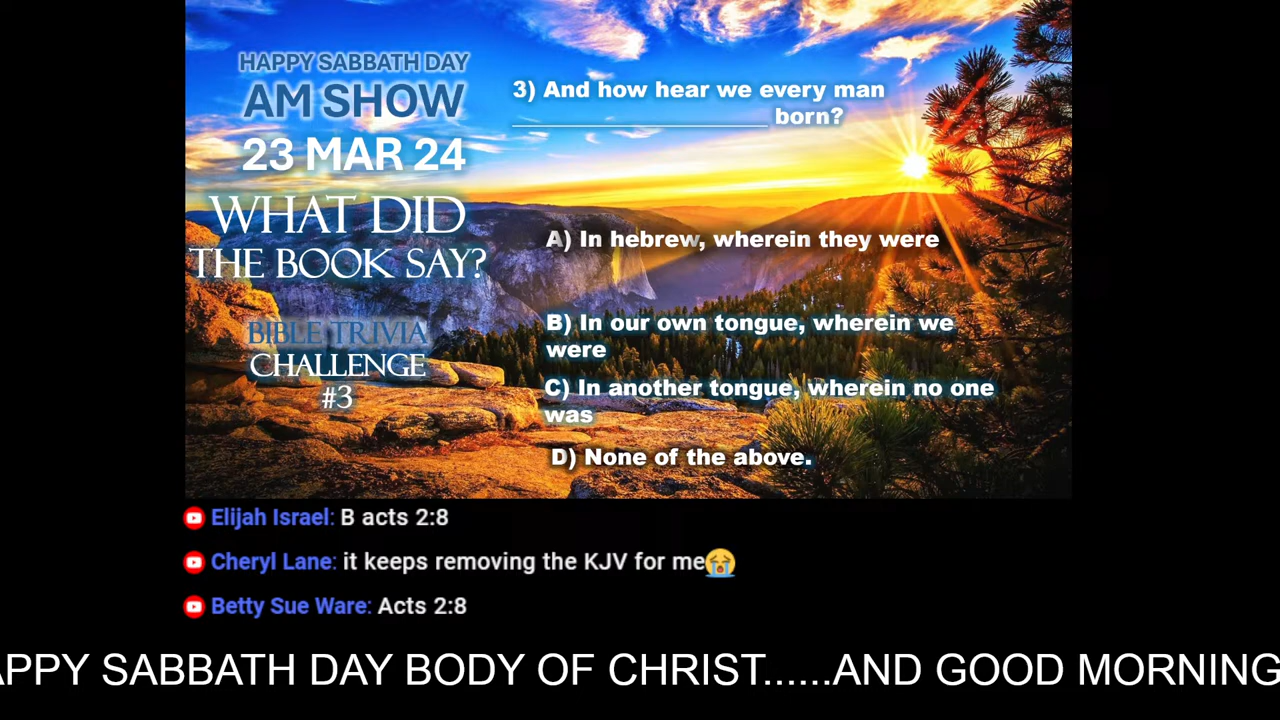 HAPPY SABBATH DAY
AM SHOW
23 MAR 24
WHAT DID
THE BOOK SAY?
BIBLE TRIVIA
CHALLENGE
#3
3) And how hear we every man
____________________ born?
A) In hebrew, wherein they were
B) In our own tongue, wherein we
were
C) In another tongue, wherein no one
was
D) None of the above.
Elijah Israel: B acts 2:8
Cheryl Lane: it keeps removing the KJV for me😭
Betty Sue Ware: Acts 2:8
APPY SABBATH DAY BODY OF CHRIST......AND GOOD MORNING